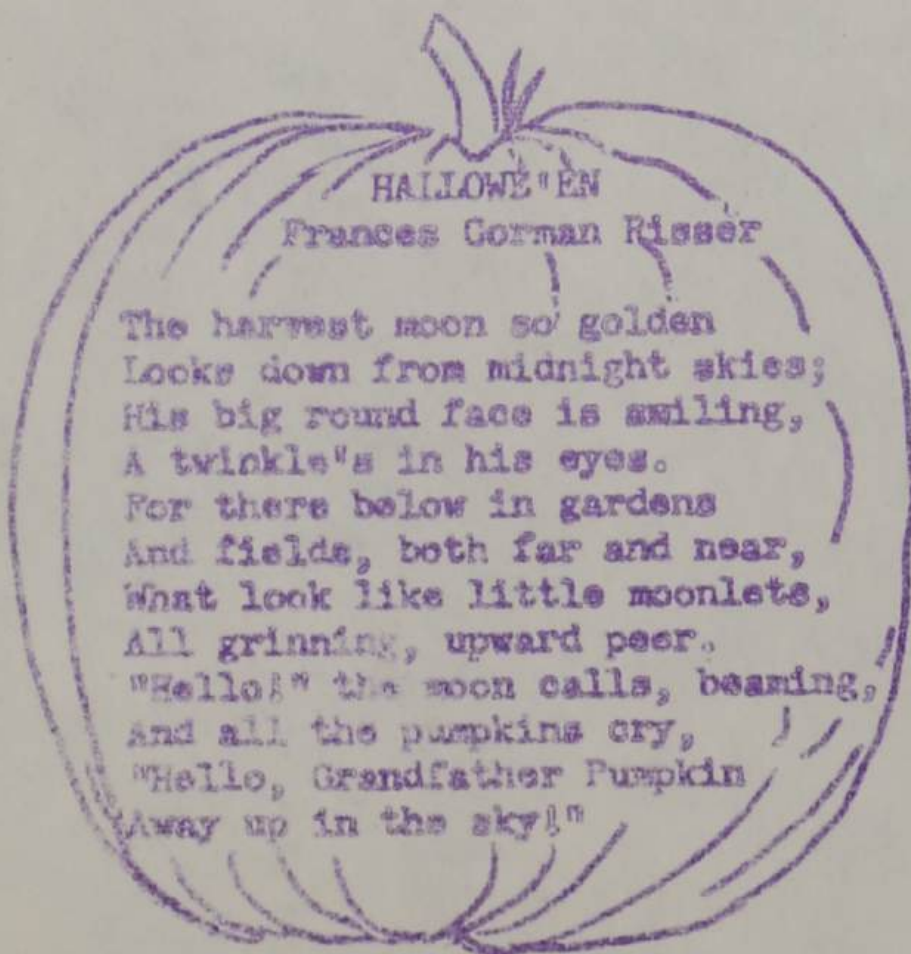 HALLOWE"EN
Frances Gorman Risser
The harvest moon so golden
Looks down from midnight skies;
His big round face is smiling,
A twinkle"s in his eyes.
For there below in gardens
And fields, both far and near,
What look like little moonlets,
All grinning, upward peer.
"Hello!" the moon calls, beaming,
And all the pumpkins cry,
"Hello, Grandfather Pumpkin
Away up in the sky!"